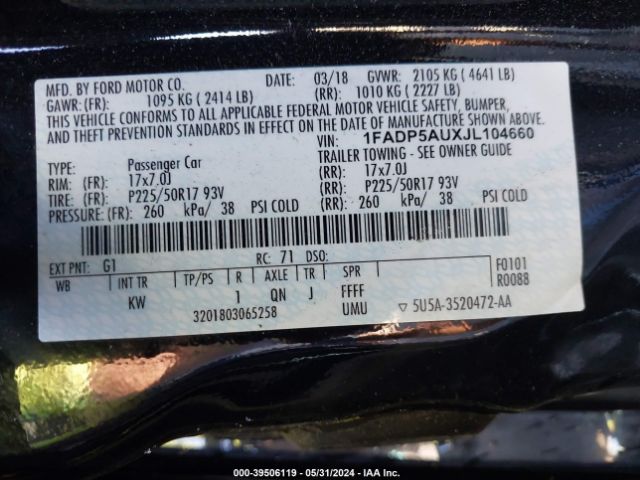 MFD. BY FORD MOTOR CO. DATE: 03/18 GVWR: 2105 KG ( 4641 LB)
GAWR: (FR): 1095 KG ( 2414 LB) (RR): 1010 KG ( 2227 LB)
THIS VEHICLE CONFORMS TO ALL APPLICABLE FEDERAL MOTOR VEHICLE SAFETY, BUMPER,
AND THEFT PREVENTION STANDARDS IN EFFECT ON THE DATE OF MANUFACTURE SHOWN ABOVE.
VIN: 1FADP5AUXJL104660
TYPE: Passenger Car TRAILER TOWING - SEE OWNER GUIDE
RIM: (FR): 17x7.0J (RR): 17x7.0J
TIRE: (FR): P225/50R17 93V (RR): P225/50R17 93V
PRESSURE: (FR): 260 kPa/ 38 PSI COLD (RR): 260 kPa/ 38 PSI COLD
EXT PNT: G1 RC: 71 DSO: F0101
WB INT TR TP/PS R AXLE TR SPR R0088
KW 1 QN J FFFF
3201803065258 UMU ▽ 5U5A-3520472-AA
000-39506119 - 05/31/2024 - IAA Inc.